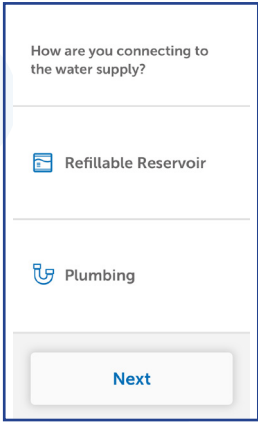 How are you connecting to
the water supply?
Refillable Reservoir
Plumbing
Next